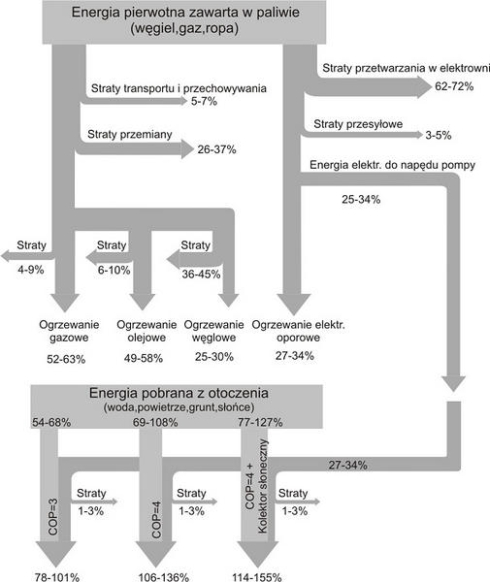 Energia pierwotna zawarta w paliwie
(węgiel,gaz,ropa)
Straty przetwarzania w elektrowni
62-72%
Straty transportu i przechowywania
5-7%
Straty przesyłowe
3-5%
Straty przemiany
26-37%
Energia elektr. do napędu pompy
25-34%
Straty
4-9%
Straty
6-10%
Straty
36-45%
Ogrzewanie
gazowe
52-63%
Ogrzewanie
olejowe
49-58%
Ogrzewanie
węglowe
25-30%
Ogrzewanie elektr.
oporowe
27-34%
Energia pobrana z otoczenia
(woda,powietrze,grunt,słońce)
54-68%
69-108%
77-127%
27-34%
COP=3
Straty
1-3%
COP=4
Straty
1-3%
COP=4 +
Kolektor słoneczny
Straty
1-3%
78-101%
106-136%
114-155%